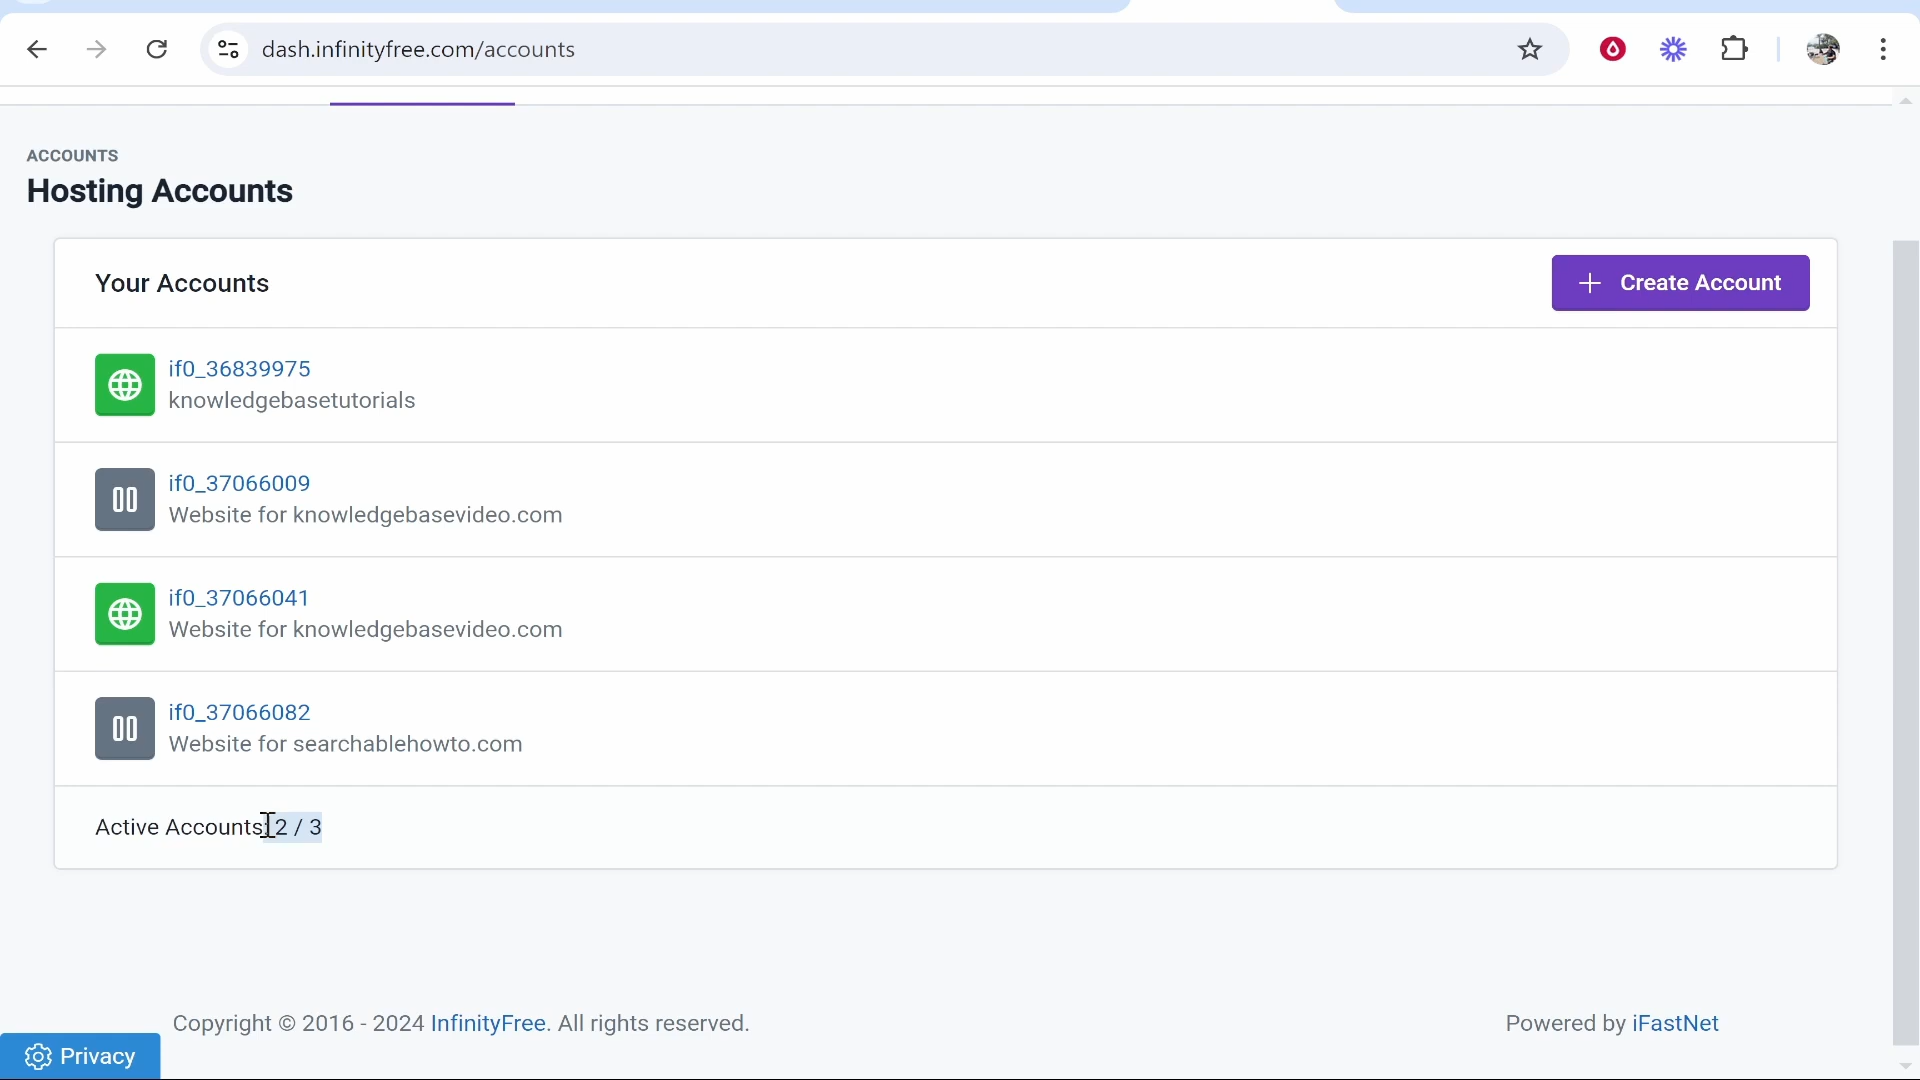 dash.infinityfree.com/accounts
ACCOUNTS
Hosting Accounts
Your Accounts
Create Account
if0_36839975
knowledgebasetutorials
if0_37066009
Website for knowledgebasevideo.com
if0_37066041
Website for knowledgebasevideo.com
if0_37066082
Website for searchablehowto.com
Active Accounts: 2 / 3
Copyright © 2016 - 2024 InfinityFree. All rights reserved.
Powered by iFastNet
Privacy